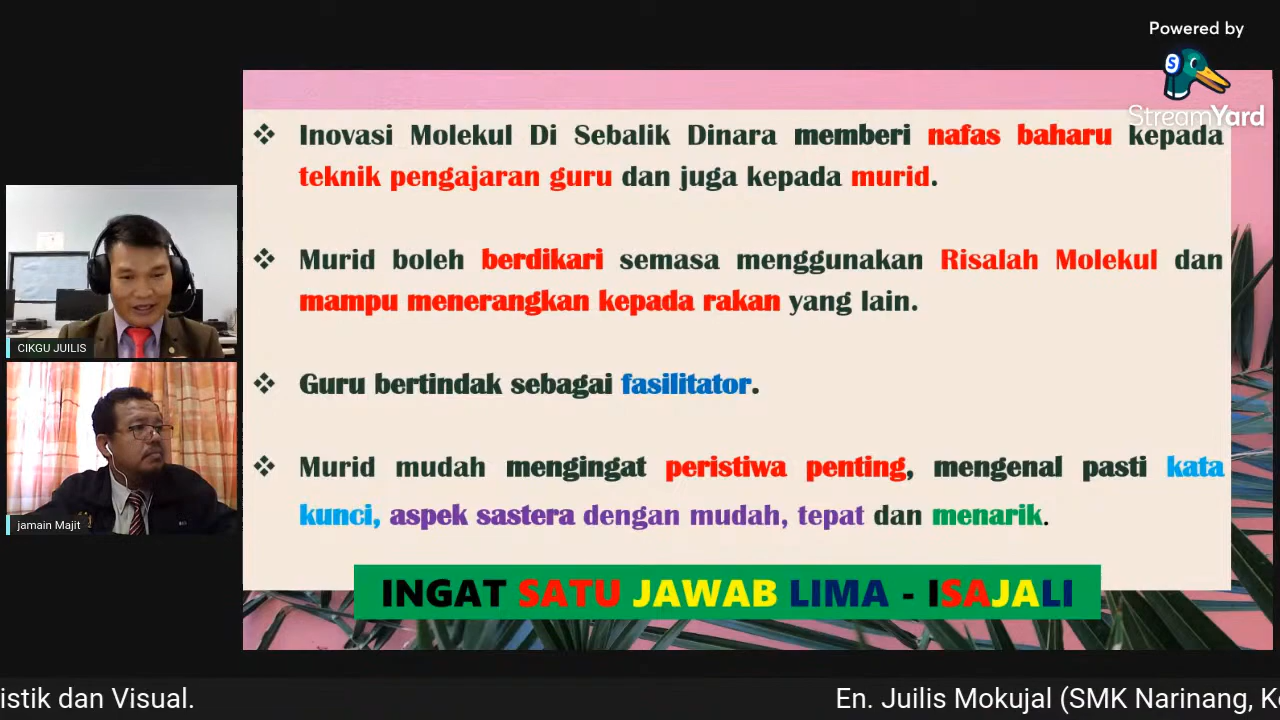 Powered by
StreamYard
Inovasi Molekul Di Sebalik Dinara memberi nafas baharu kepada
teknik pengajaran guru dan juga kepada murid.
Murid boleh berdikari semasa menggunakan Risalah Molekul dan
mampu menerangkan kepada rakan yang lain.
Guru bertindak sebagai fasilitator.
Murid mudah mengingat peristiwa penting, mengenal pasti kata
kunci, aspek sastera dengan mudah, tepat dan menarik.
INGAT SATU JAWAB LIMA - ISAJALI
CIKGU JUILIS
jamain Majit
istik dan Visual.
En. Juilis Mokujal (SMK Narinang, K